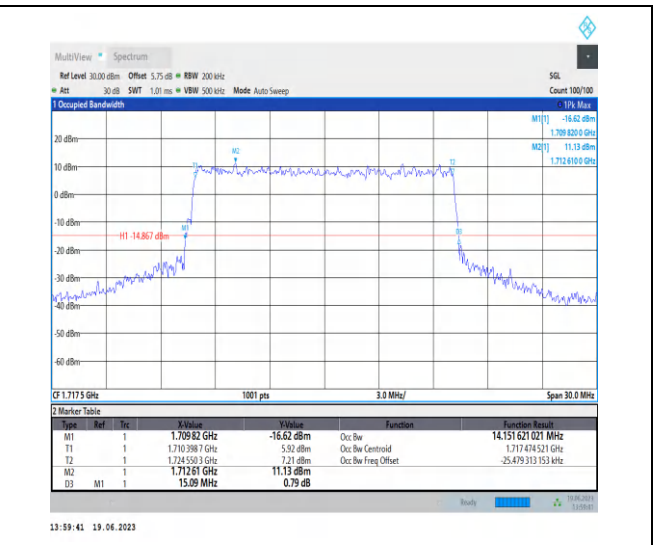 MultiView Spectrum
Ref Level 30.00 dBm Offset 5.75 dB RBW 200 kHz SGL
Att 30 dB SWT 1.01 ms VBW 500 kHz Mode Auto Sweep Count 100/100
1 Occupied Bandwidth 1Pk Max
M1[1] -16.62 dBm
1.709 820 0 GHz
M2[1] 11.13 dBm
1.712 610 0 GHz
20 dBm
M2
T1
T2
10 dBm
0 dBm
-10 dBm
M1
D3
H1 -14.867 dBm
-20 dBm
-30 dBm
-40 dBm
-50 dBm
-60 dBm
CF 1.717 5 GHz 1001 pts 3.0 MHz/ Span 30.0 MHz
2 Marker Table
Type Ref Trc X-Value Y-Value Function Function Result
M1 1 1.709 82 GHz -16.62 dBm Occ Bw 14.151 621 021 MHz
T1 1 1.710 398 7 GHz 5.92 dBm Occ Bw Centroid 1.717 474 521 GHz
T2 1 1.724 550 3 GHz 7.21 dBm Occ Bw Freq Offset -25.479 313 153 kHz
M2 1 1.712 61 GHz 11.13 dBm
D3 M1 1 15.09 MHz 0.79 dB
Ready 19.06.2023
13:59:41
13:59:41 19.06.2023